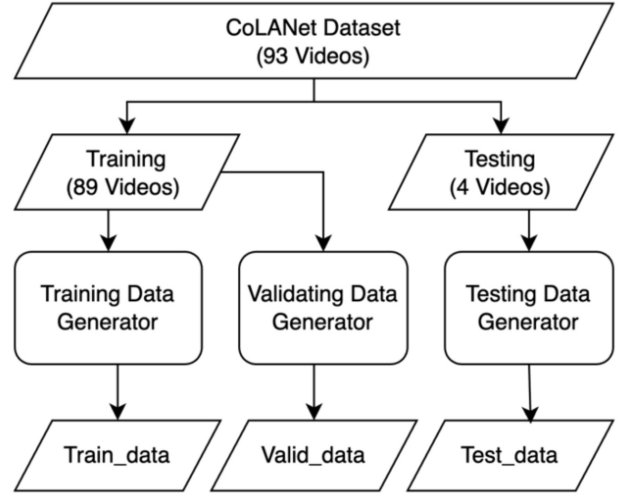 CoLANet Dataset
(93 Videos)
Training
(89 Videos)
Testing
(4 Videos)
Training Data
Generator
Validating Data
Generator
Testing Data
Generator
Train_data
Valid_data
Test_data